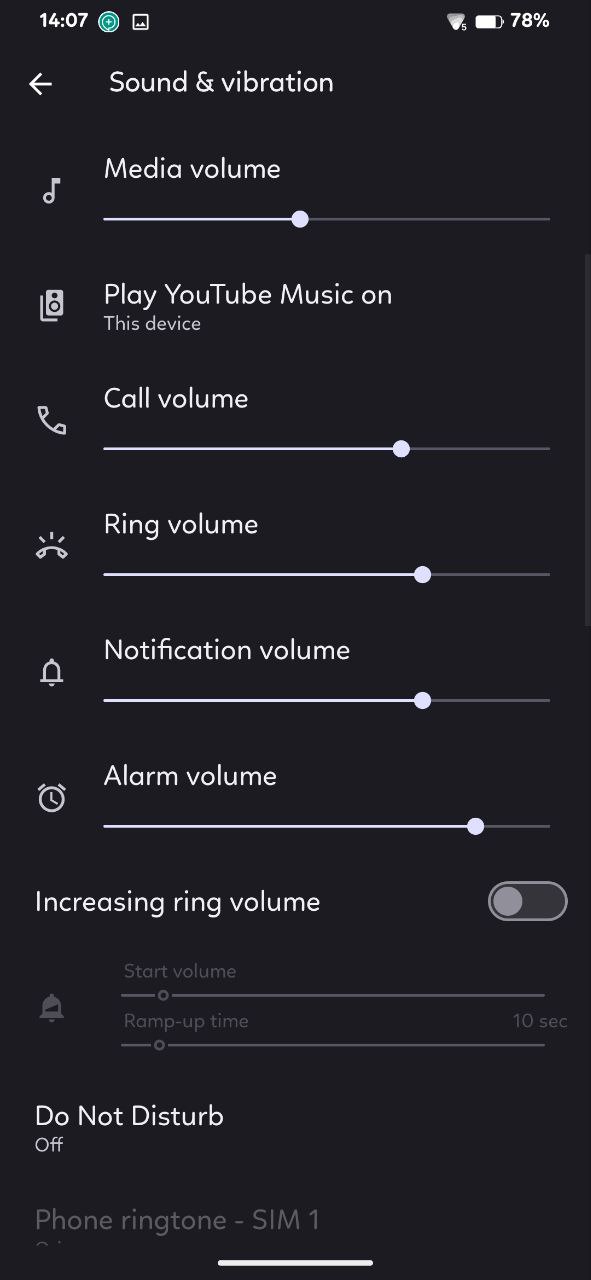 14:07
5
78%
Sound & vibration
Media volume
Play YouTube Music on
This device
Call volume
Ring volume
Notification volume
Alarm volume
Increasing ring volume
Start volume
Ramp-up time 10 sec
Do Not Disturb
Off
Phone ringtone - SIM 1